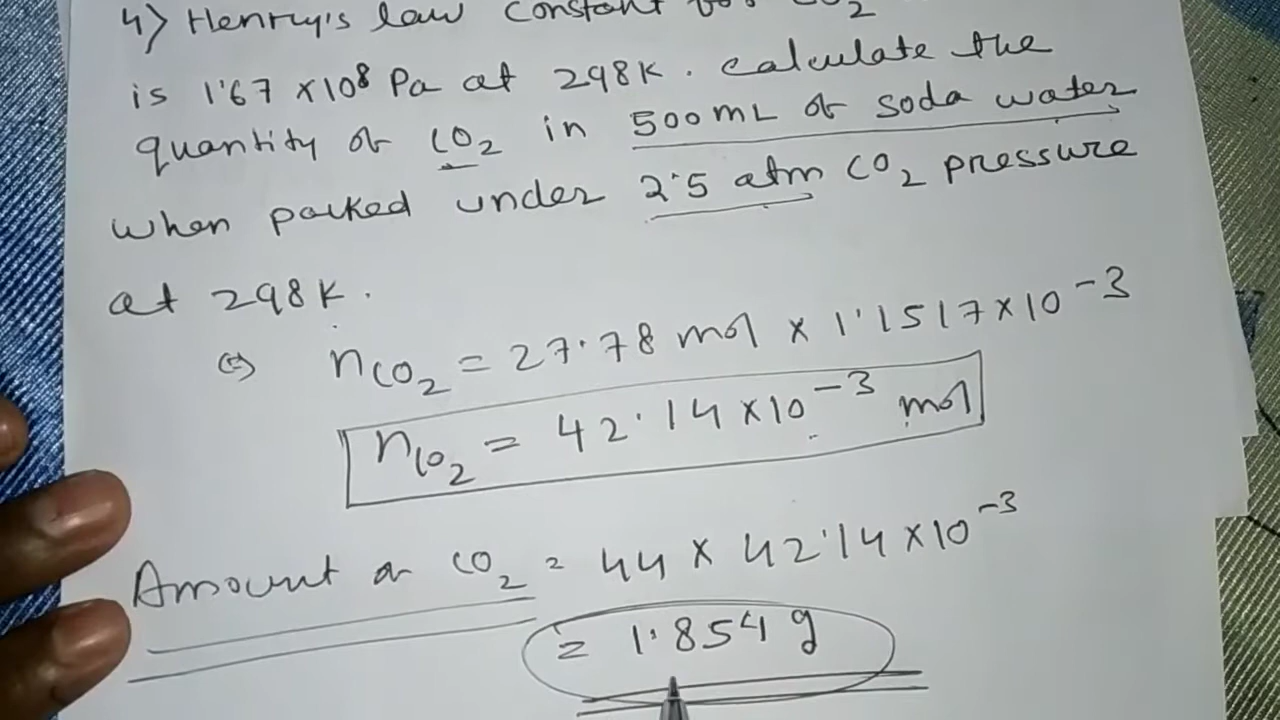 4) Henry's law constant for CO2
is 1.67 x 10^8 Pa at 298K. calculate the
quantity of CO2 in 500 mL of soda water
when packed under 2.5 atm CO2 pressure
at 298K.
nCO2 = 27.78 mol x 1.1517 x 10^-3
nCO2 = 42.14 x 10^-3 mol
Amount of CO2 = 44 x 42.14 x 10^-3
= 1.854 g